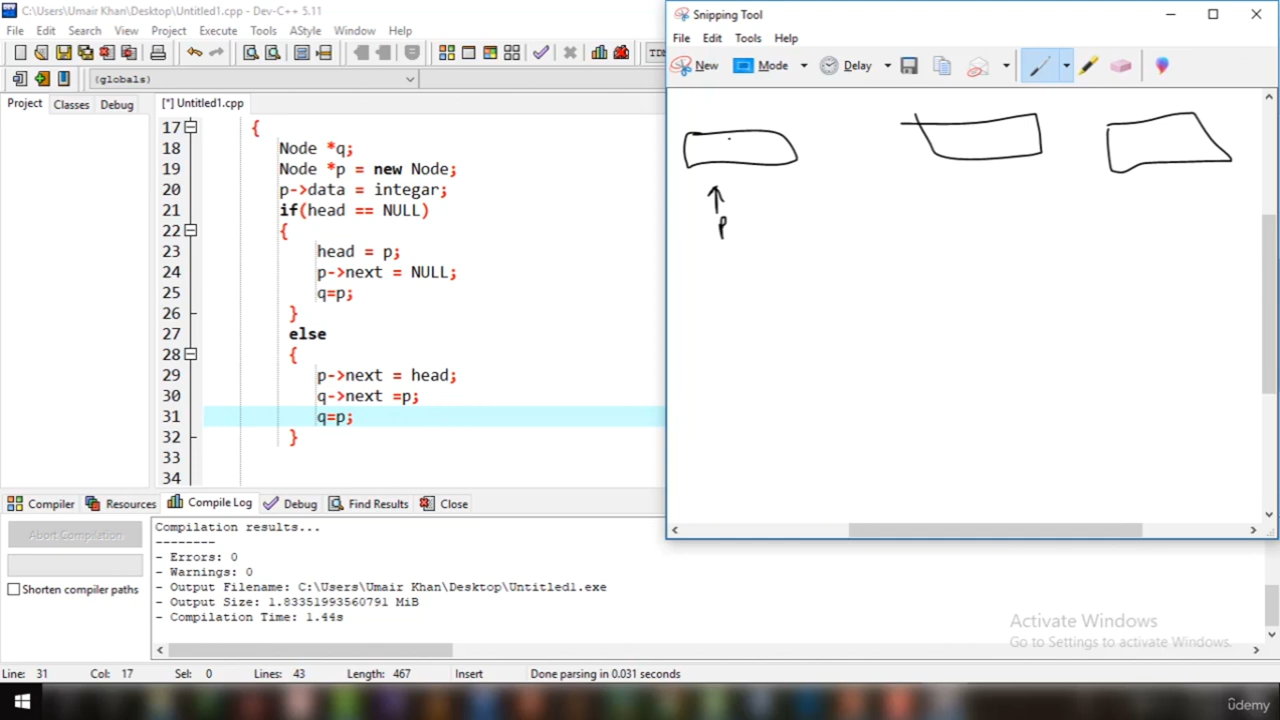 C:\Users\Umair Khan\Desktop\Untitled1.cpp - Dev-C++ 5.11
File Edit Search View Project Execute Tools AStyle Window Help
TD
(globals)
Project Classes Debug
[*] Untitled1.cpp
17 {
18 Node *q;
19 Node *p = new Node;
20 p->data = integar;
21 if(head == NULL)
22 {
23 head = p;
24 p->next = NULL;
25 q=p;
26 }
27 else
28 {
29 p->next = head;
30 q->next =p;
31 q=p;
32 }
33
34
Compiler Resources Compile Log Debug Find Results Close
Abort Compilation
Shorten compiler paths
Compilation results...
--------
- Errors: 0
- Warnings: 0
- Output Filename: C:\Users\Umair Khan\Desktop\Untitled1.exe
- Output Size: 1.83351993560791 MiB
- Compilation Time: 1.44s
Line: 31 Col: 17 Sel: 0 Lines: 43 Length: 467 Insert Done parsing in 0.031 seconds
Snipping Tool
File Edit Tools Help
New Mode Delay
P
Activate Windows
Go to Settings to activate Windows.
ûdemy